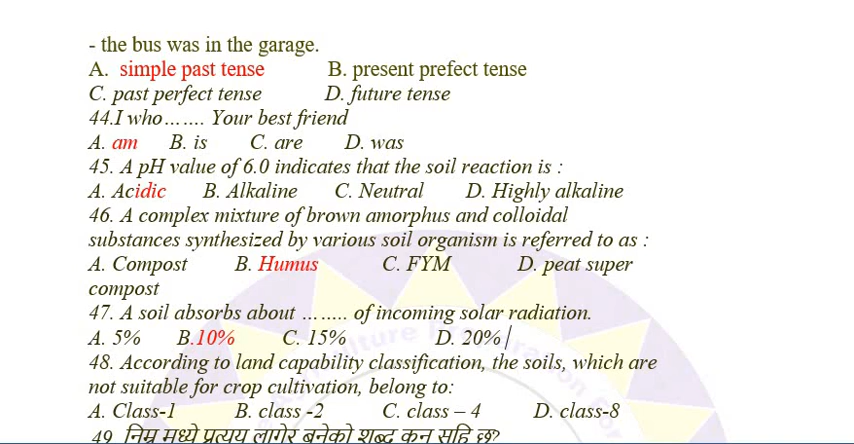 - the bus was in the garage.
A. simple past tense B. present prefect tense
C. past perfect tense D. future tense
44.I who....... Your best friend
A. am B. is C. are D. was
45. A pH value of 6.0 indicates that the soil reaction is :
A. Acidic B. Alkaline C. Neutral D. Highly alkaline
46. A complex mixture of brown amorphus and colloidal
substances synthesized by various soil organism is referred to as :
A. Compost B. Humus C. FYM D. peat super
compost
47. A soil absorbs about ........ of incoming solar radiation.
A. 5% B.10% C. 15% D. 20%
48. According to land capability classification, the soils, which are
not suitable for crop cultivation, belong to:
A. Class-1 B. class -2 C. class – 4 D. class-8
49 निम्न मध्ये प्रत्यय लागेर बनेको शब्द कुन सहि छ?